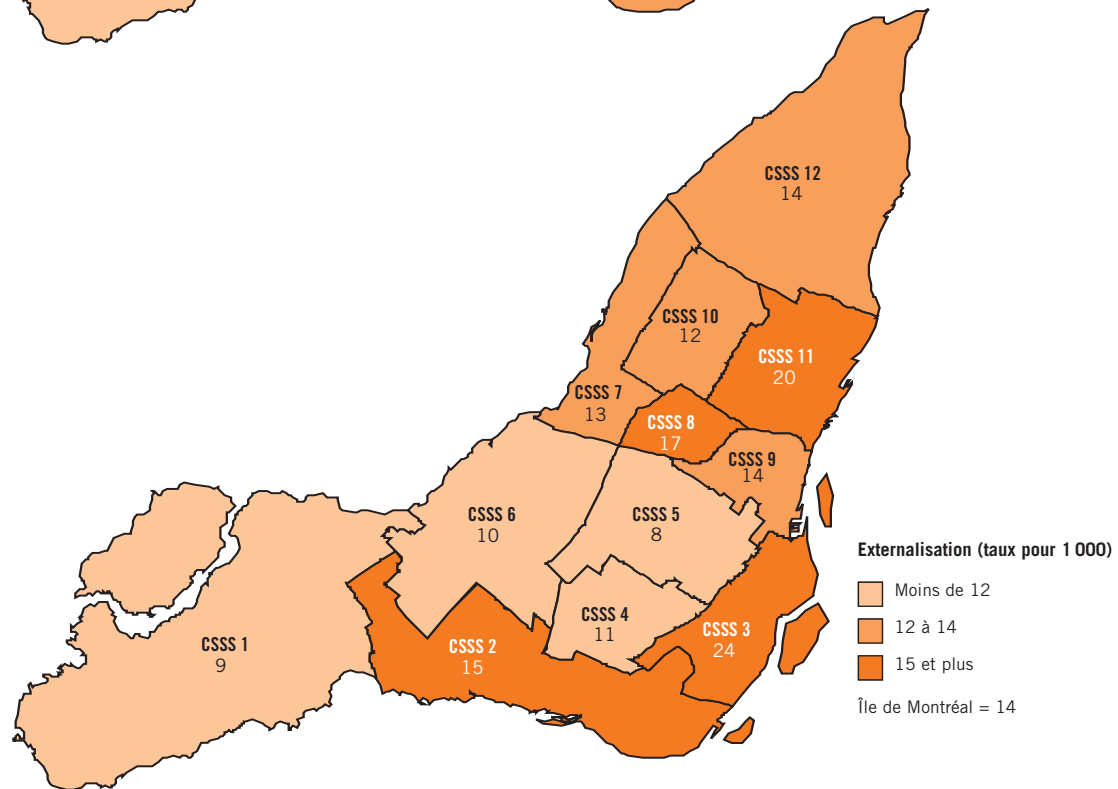 CSSS 12
14
CSSS 10
12
CSSS 11
20
CSSS 7
13
CSSS 8
17
CSSS 9
14
CSSS 6
10
CSSS 5
8
CSSS 4
11
CSSS 3
24
CSSS 1
9
CSSS 2
15
Externalisation (taux pour 1 000)
Moins de 12
12 à 14
15 et plus
Île de Montréal = 14